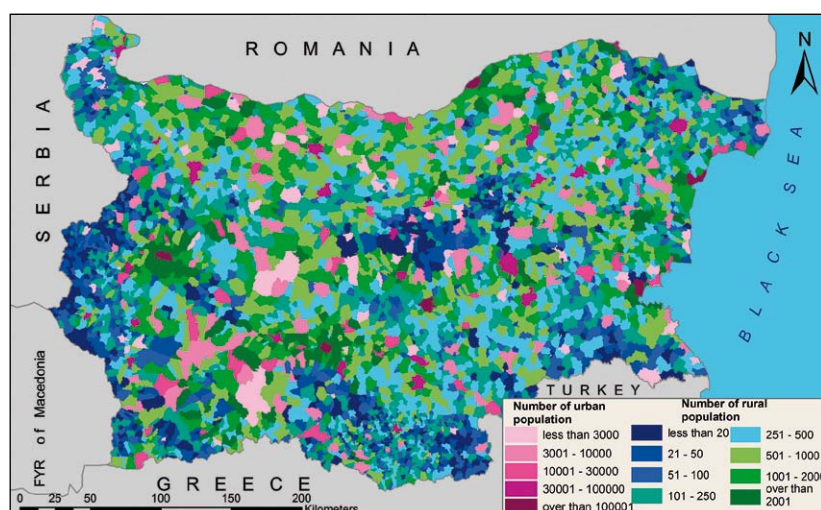 ROMANIA
N
SERBIA
BLACK SEA
FYR of Macedonia
TURKEY
GREECE
0 25 50 100 150 200
Kilometers
Number of urban
population
less than 3000
3001 - 10000
10001 - 30000
30001 - 100000
over than 100001
Number of rural
population
less than 20
21 - 50
51 - 100
101 - 250
251 - 500
501 - 1000
1001 - 2000
over than
2001